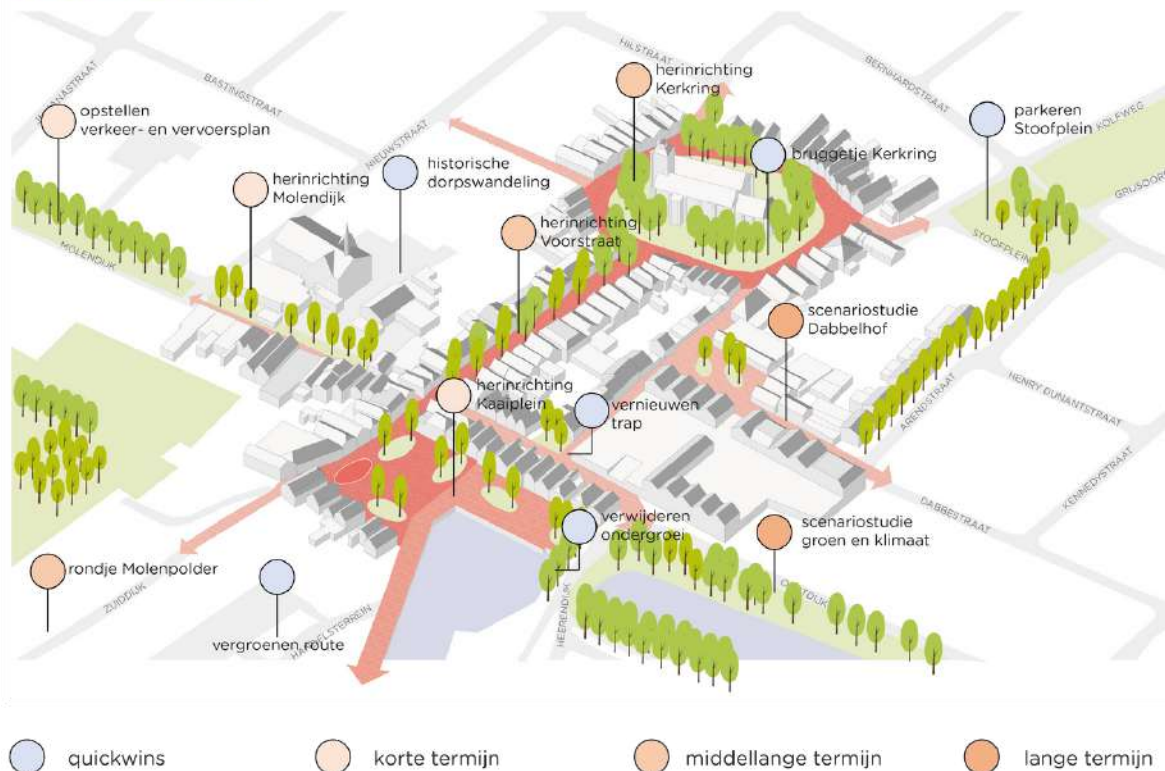 HILSTRAAT
BERNHARDSTRAAT
JULIANASTRAAT
BASTINGSTRAAT
herinrichting
Kerkring
opstellen
verkeer- en vervoersplan
parkeren
Stoofplein
KOLFWEG
NIEUWSTRAAT
historische
dorpswandeling
bruggetje Kerkring
herinrichting
Molendijk
herinrichting
Voorstraat
MOLENDIJK
STOOFPLEIN
scenariostudie
Dabbelhof
herinrichting
Kaaiplein
vernieuwen
trap
HENRY DUNANTSTRAAT
ARENDSTRAAT
KENNEDYSTRAAT
DABBESTRAAT
verwijderen
ondergroei
scenariostudie
groen en klimaat
rondje Molenpolder
ZUIDDIJK
OOSTDIJK
HEERENDIJK
vergroenen route
quickwins
korte termijn
middellange termijn
lange termijn